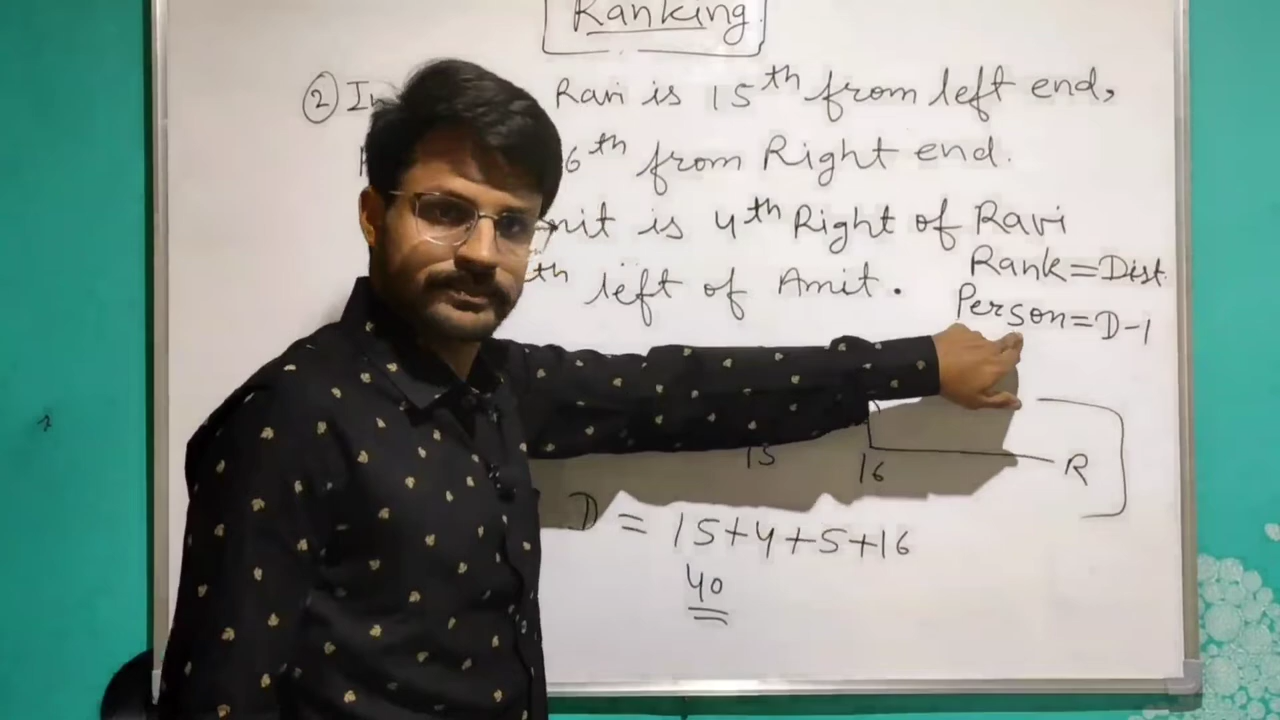 Ranking
② In Ravi is 15th from left end,
6th from Right end.
mit is 4th Right of Ravi
th left of Amit.
Rank=Dist.
Person=D-1
15
16
R
D = 15+4+5+16
40